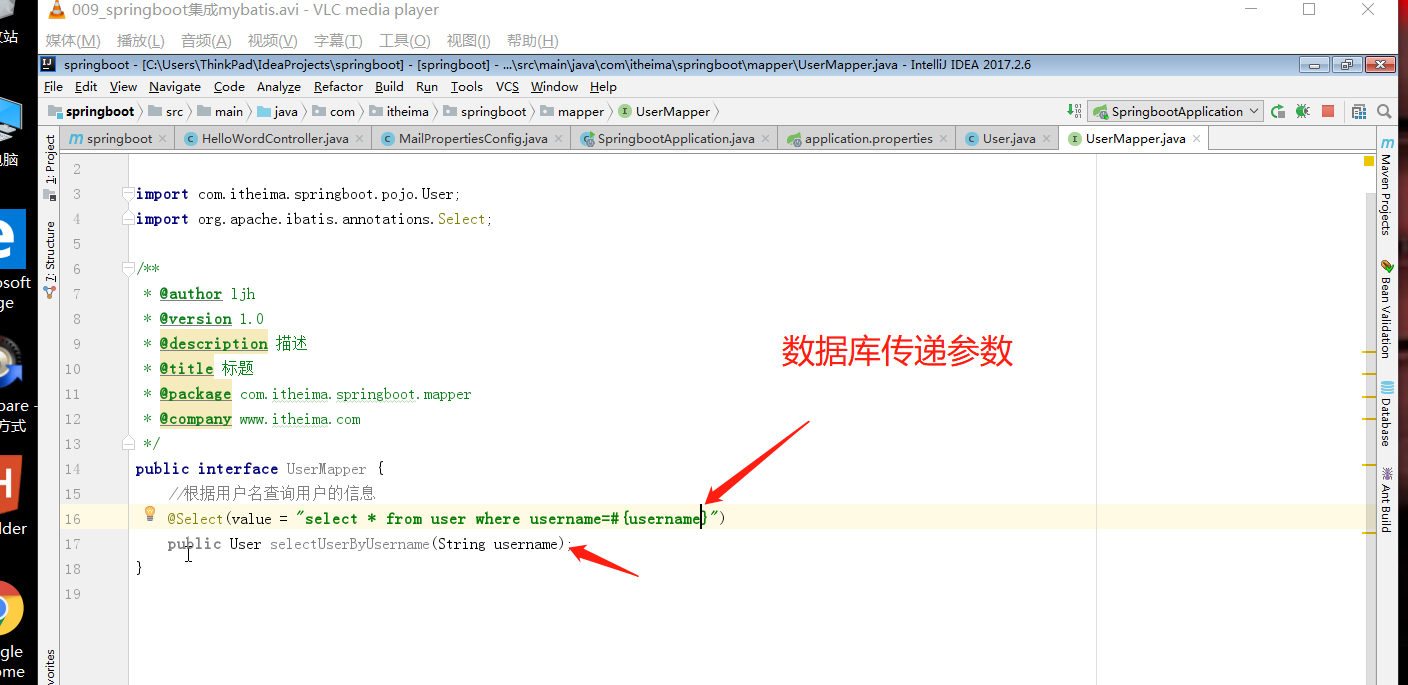 009_springboot集成mybatis.avi - VLC media player
媒体(M) 播放(L) 音频(A) 视频(V) 字幕(T) 工具(O) 视图(I) 帮助(H)
springboot - [C:\Users\ThinkPad\IdeaProjects\springboot] - [springboot] - ...\src\main\java\com\itheima\springboot\mapper\UserMapper.java - IntelliJ IDEA 2017.2.6
File Edit View Navigate Code Analyze Refactor Build Run Tools VCS Window Help
springboot src main java com itheima springboot mapper UserMapper SpringbootApplication
springboot HelloWordController.java MailPropertiesConfig.java SpringbootApplication.java application.properties User.java UserMapper.java
2
3 import com.itheima.springboot.pojo.User;
4 import org.apache.ibatis.annotations.Select;
5
6 /**
7 * @author ljh
8 * @version 1.0
9 * @description 描述
10 * @title 标题
11 * @package com.itheima.springboot.mapper
12 * @company www.itheima.com
13 */
14 public interface UserMapper {
15 //根据用户名查询用户的信息
16 @Select(value = "select * from user where username=#{username}")
17 public User selectUserByUsername(String username);
18 }
19
数据库传递参数
1: Project
7: Structure
Maven Projects
Bean Validation
Database
Ant Build
站
脑
方式